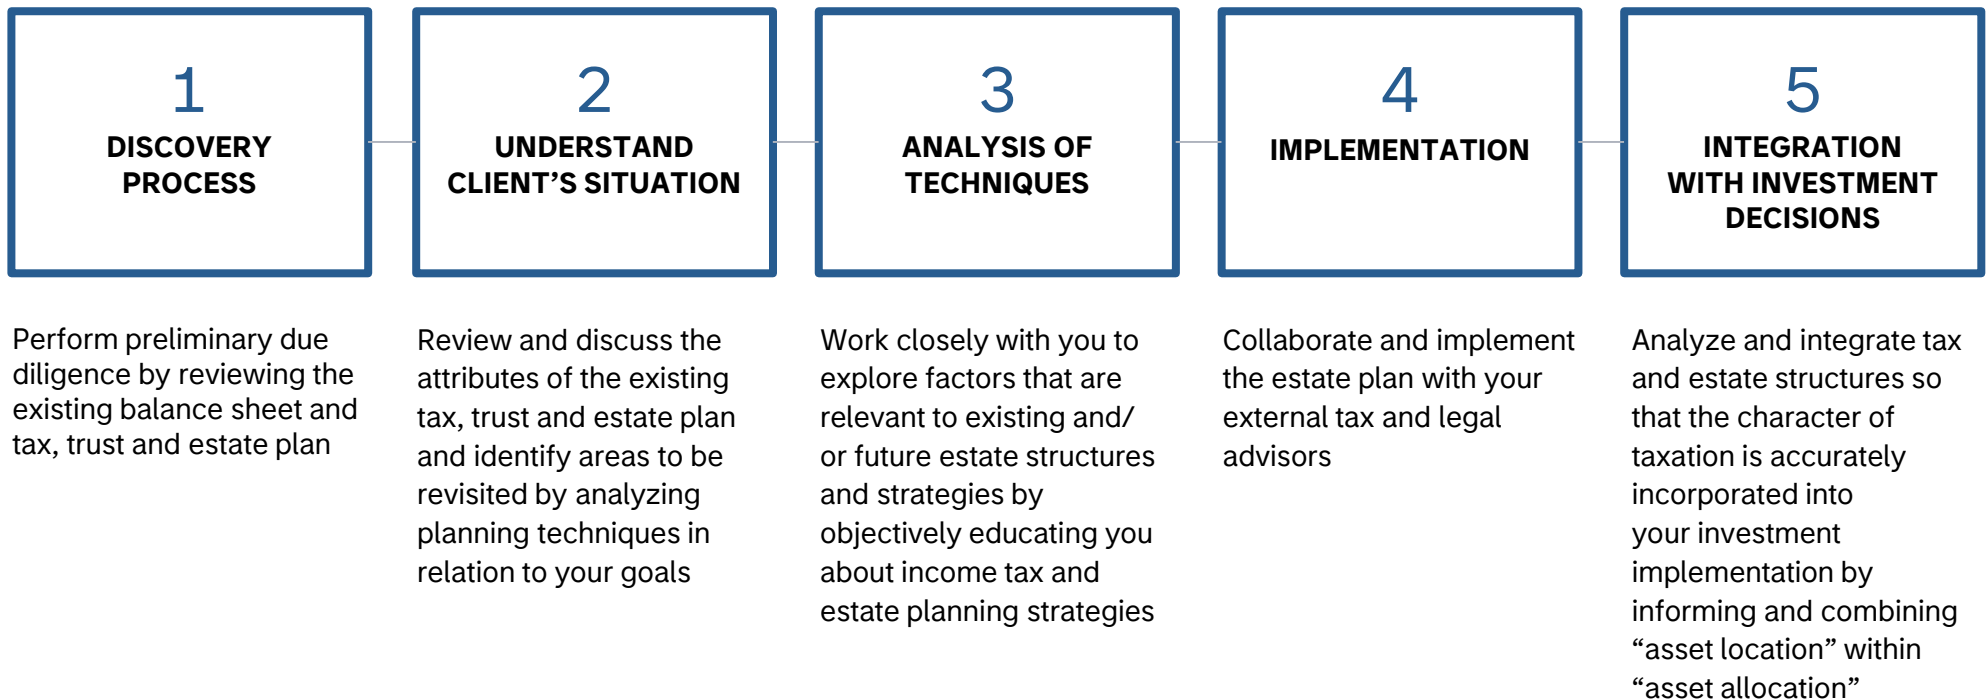 1
DISCOVERY
PROCESS
Perform preliminary due
diligence by reviewing the
existing balance sheet and
tax, trust and estate plan
2
UNDERSTAND
CLIENT’S SITUATION
Review and discuss the
attributes of the existing
tax, trust and estate plan
and identify areas to be
revisited by analyzing
planning techniques in
relation to your goals
3
ANALYSIS OF
TECHNIQUES
Work closely with you to
explore factors that are
relevant to existing and/
or future estate structures
and strategies by
objectively educating you
about income tax and
estate planning strategies
4
IMPLEMENTATION
Collaborate and implement
the estate plan with your
external tax and legal
advisors
5
INTEGRATION
WITH INVESTMENT
DECISIONS
Analyze and integrate tax
and estate structures so
that the character of
taxation is accurately
incorporated into
your investment
implementation by
informing and combining
“asset location” within
“asset allocation”